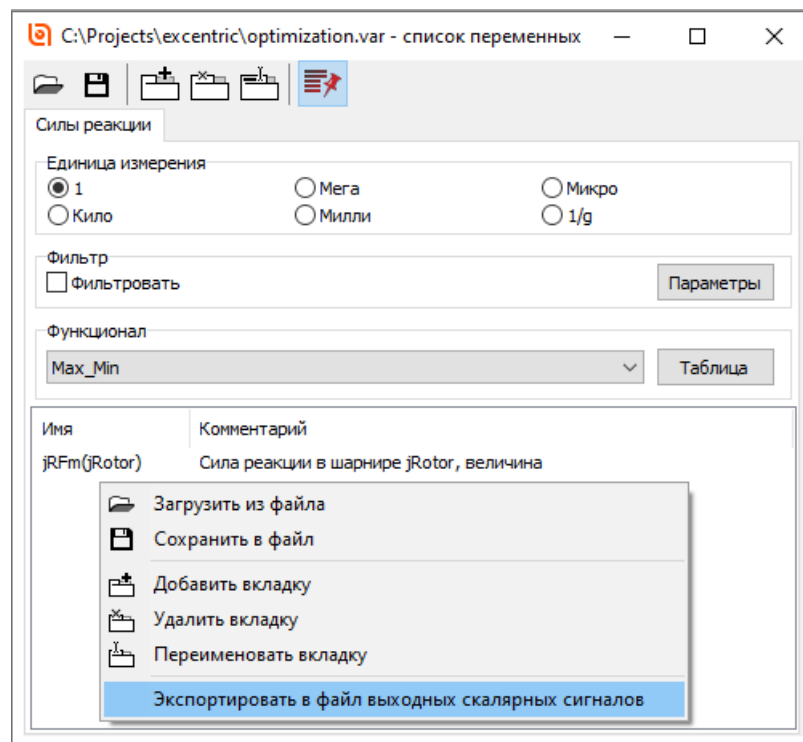 C:\Projects\excentric\optimization.var - список переменных
Силы реакции
Единица измерения
1 Мега Микро
Кило Милли 1/g
Фильтр
Фильтровать Параметры
Функционал
Max_Min Таблица
Имя Комментарий
jRFm(jRotor) Сила реакции в шарнире jRotor, величина
Загрузить из файла
Сохранить в файл
Добавить вкладку
Удалить вкладку
Переименовать вкладку
Экспортировать в файл выходных скалярных сигналов